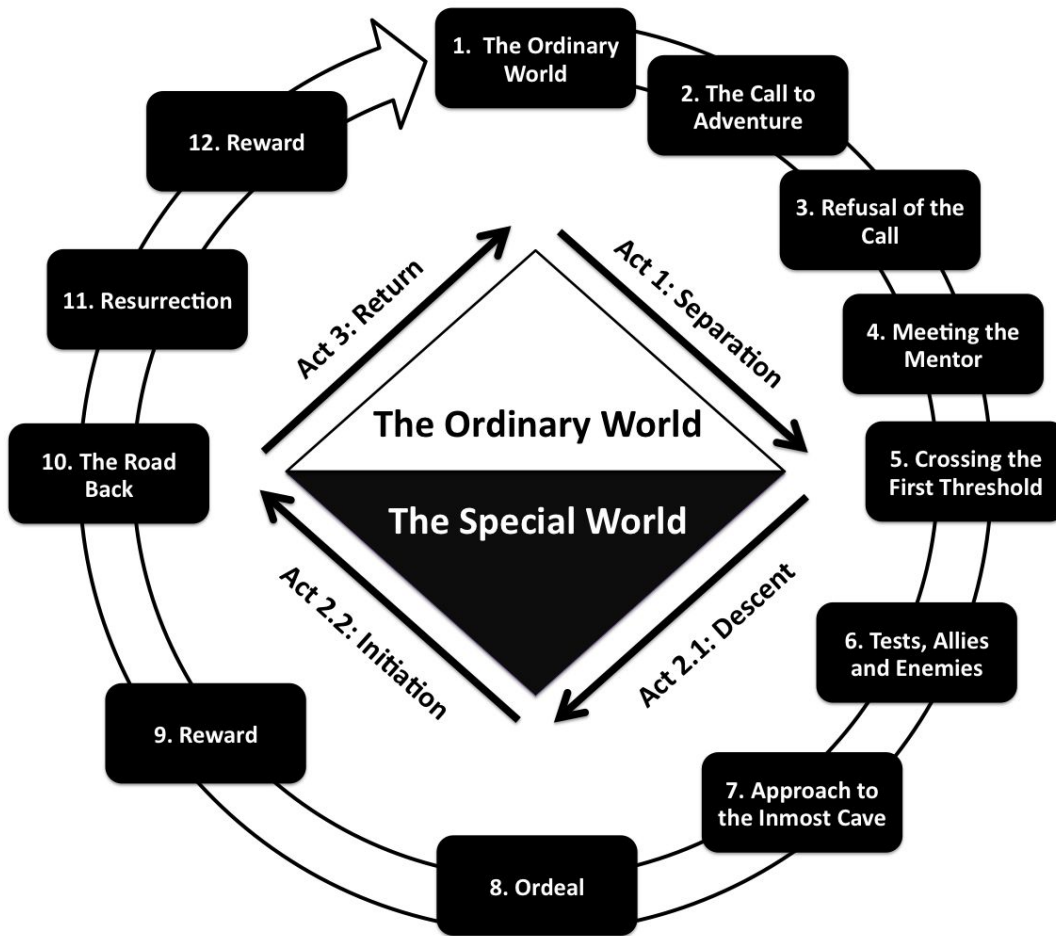 1. The Ordinary
World
2. The Call to
Adventure
3. Refusal of the
Call
4. Meeting the
Mentor
5. Crossing the
First Threshold
6. Tests, Allies
and Enemies
7. Approach to
the Inmost Cave
8. Ordeal
9. Reward
10. The Road
Back
11. Resurrection
12. Reward
Act 1: Separation
Act 2.1: Descent
Act 2.2: Initiation
Act 3: Return
The Ordinary World
The Special World